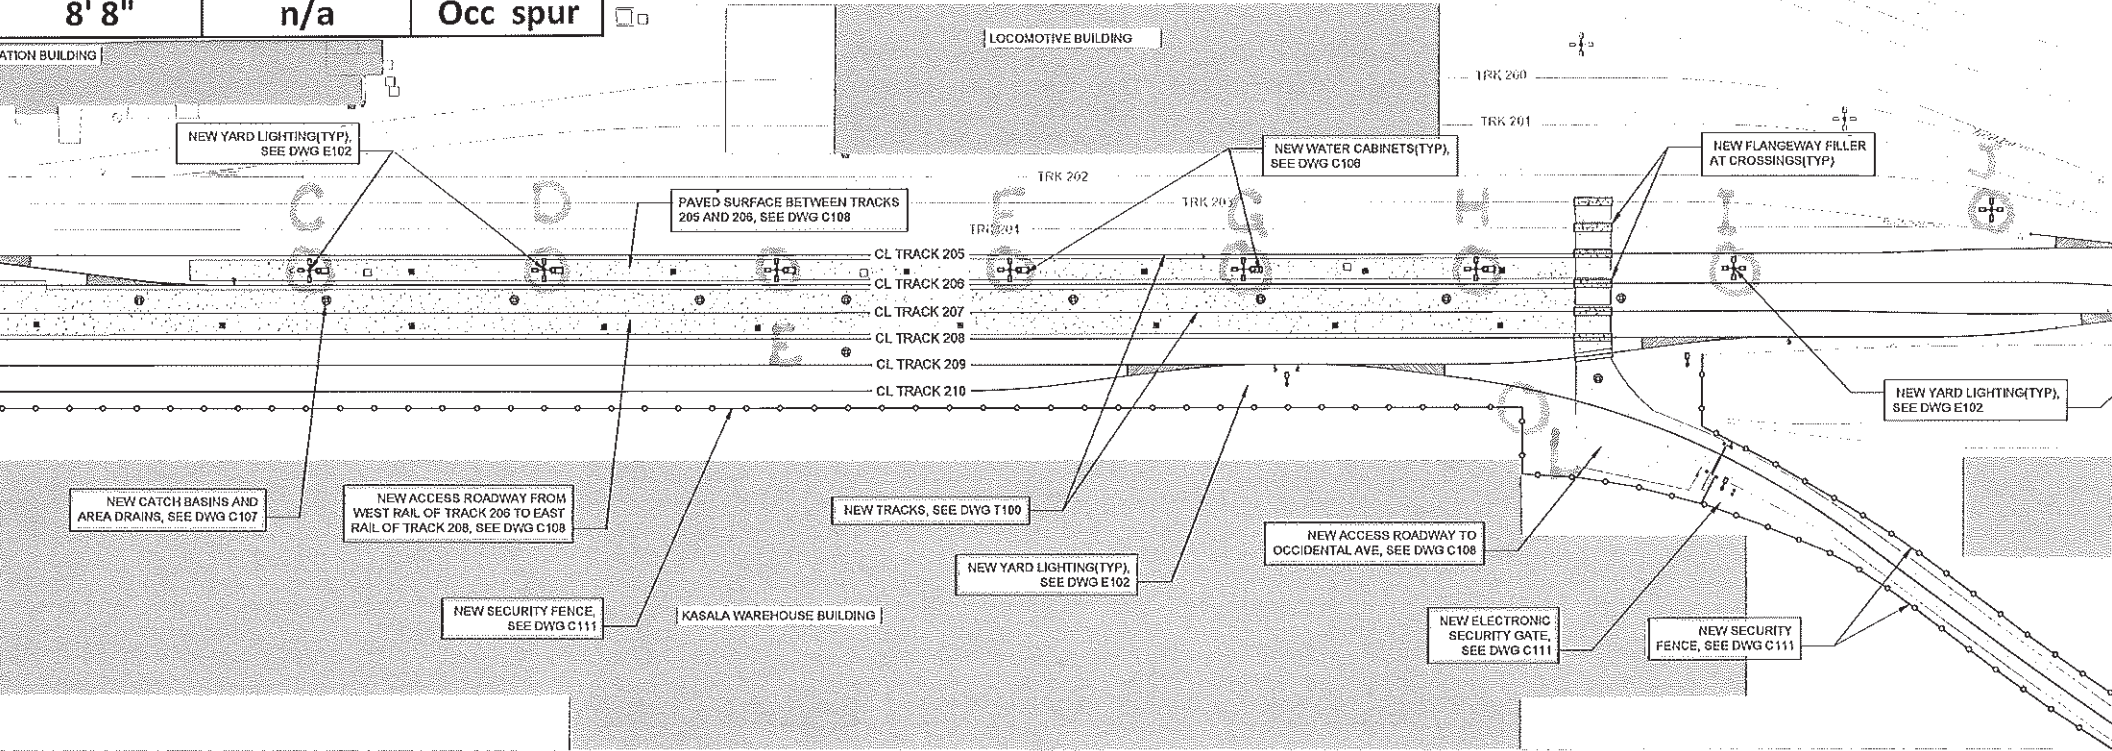 8' 8" n/a Occ spur
ATION BUILDING
LOCOMOTIVE BUILDING
TRK 200
TRK 201
NEW YARD LIGHTING(TYP),
SEE DWG E102
NEW WATER CABINETS(TYP),
SEE DWG C106
NEW FLANGEWAY FILLER
AT CROSSINGS(TYP)
TRK 202
PAVED SURFACE BETWEEN TRACKS
205 AND 206, SEE DWG C108
TRK 203
C D F G H I J
TRK 204
CL TRACK 205
CL TRACK 206
CL TRACK 207
CL TRACK 208
E
CL TRACK 209
CL TRACK 210
NEW YARD LIGHTING(TYP),
SEE DWG E102
L
NEW CATCH BASINS AND
AREA DRAINS, SEE DWG C107
NEW ACCESS ROADWAY FROM
WEST RAIL OF TRACK 206 TO EAST
RAIL OF TRACK 208, SEE DWG C108
NEW TRACKS, SEE DWG T100
NEW ACCESS ROADWAY TO
OCCIDENTAL AVE, SEE DWG C108
NEW YARD LIGHTING(TYP),
SEE DWG E102
NEW SECURITY FENCE,
SEE DWG C111
KASALA WAREHOUSE BUILDING
NEW ELECTRONIC
SECURITY GATE,
SEE DWG C111
NEW SECURITY
FENCE, SEE DWG C111